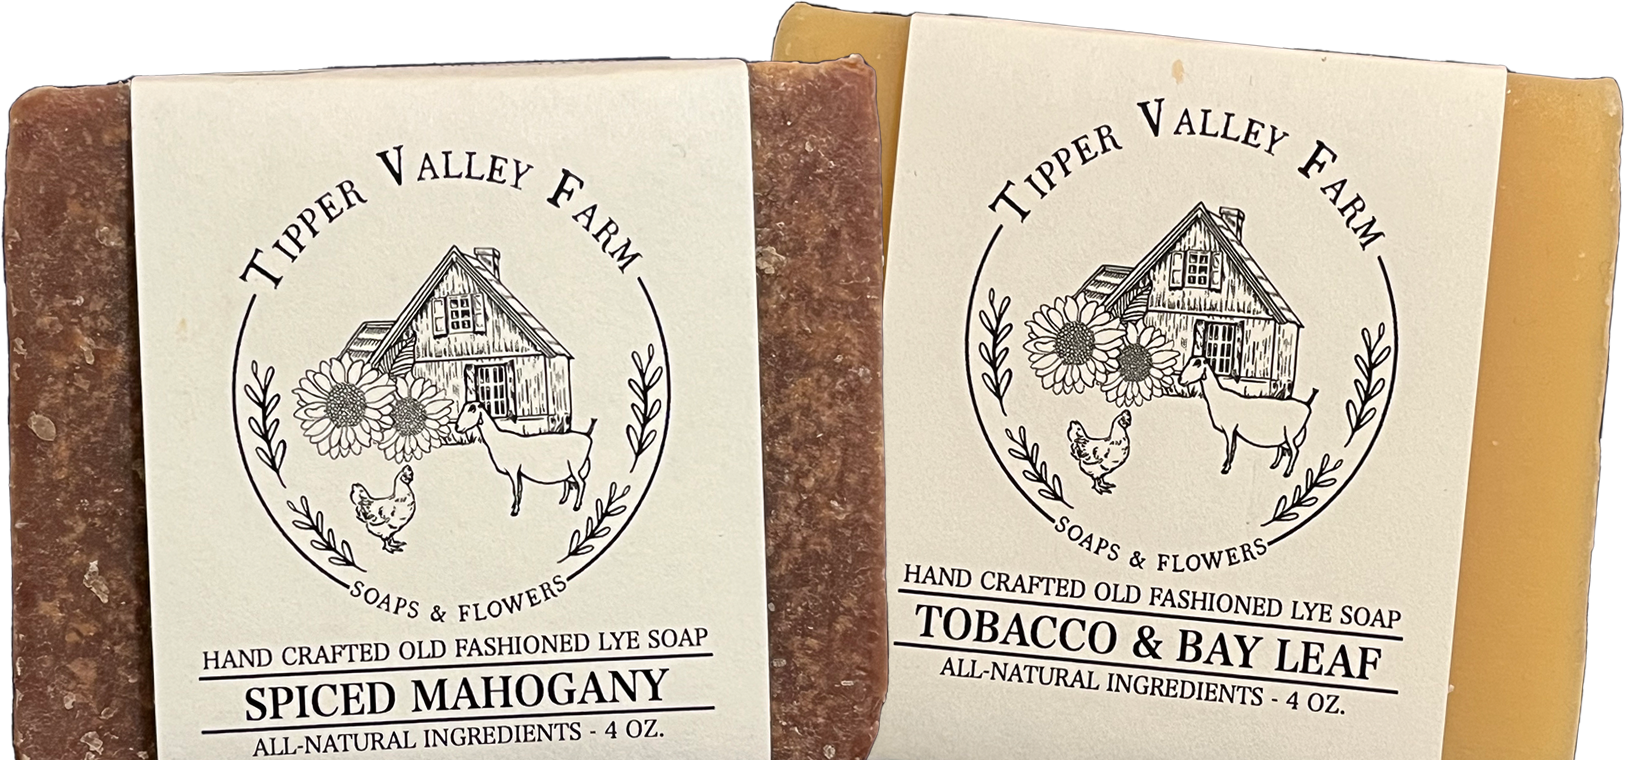 TIPPER VALLEY FARM
SOAPS & FLOWERS
HAND CRAFTED OLD FASHIONED LYE SOAP
SPICED MAHOGANY
ALL-NATURAL INGREDIENTS - 4 OZ.
TIPPER VALLEY FARM
SOAPS & FLOWERS
HAND CRAFTED OLD FASHIONED LYE SOAP
TOBACCO & BAY LEAF
ALL-NATURAL INGREDIENTS - 4 OZ.